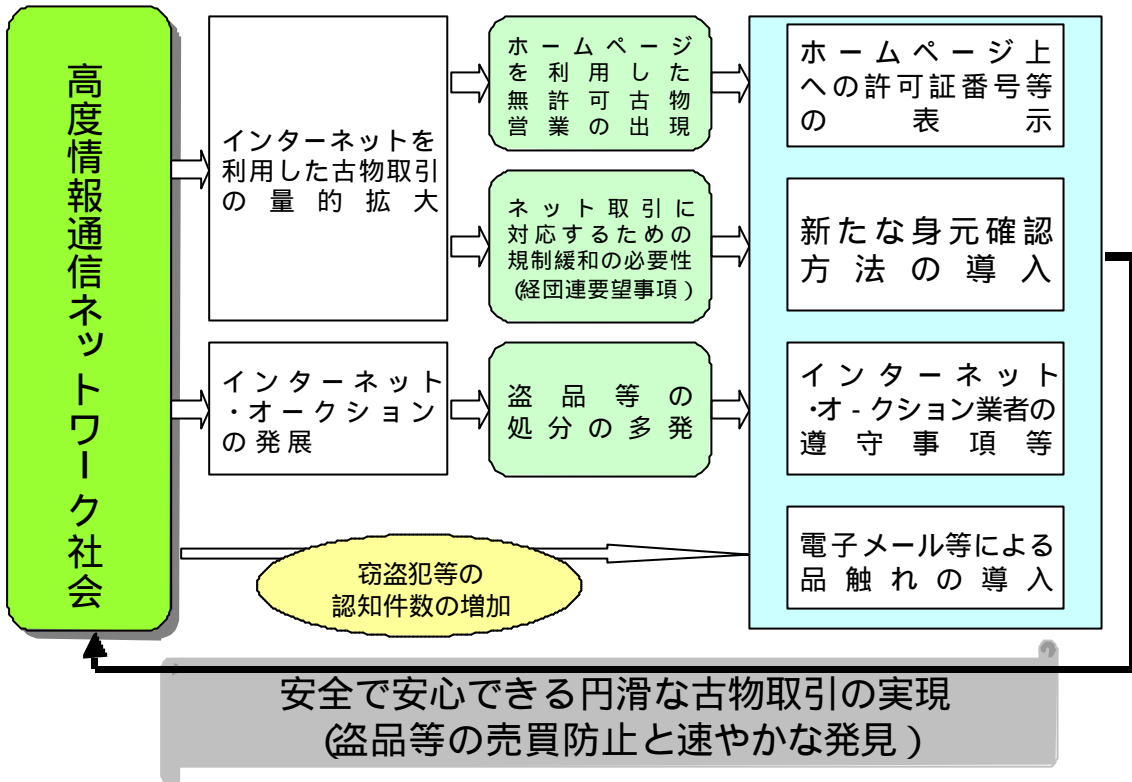 高度情報通信ネットワーク社会
インターネットを
利用した古物取引
の量的拡大
ホームページ
を利用した
無許可古物
営業の出現
ホームページ上
への許可証番号等
の表示
ネット取引に
対応するための
規制緩和の必要性
(経団連要望事項)
新たな身元確認
方法の導入
インターネット
・オークション
の発展
盗品等の
処分の多発
インターネット
・オ-クション業者の
遵守事項等
窃盗犯等の
認知件数の増加
電子メール等による
品触れの導入
安全で安心できる円滑な古物取引の実現
(盗品等の売買防止と速やかな発見)